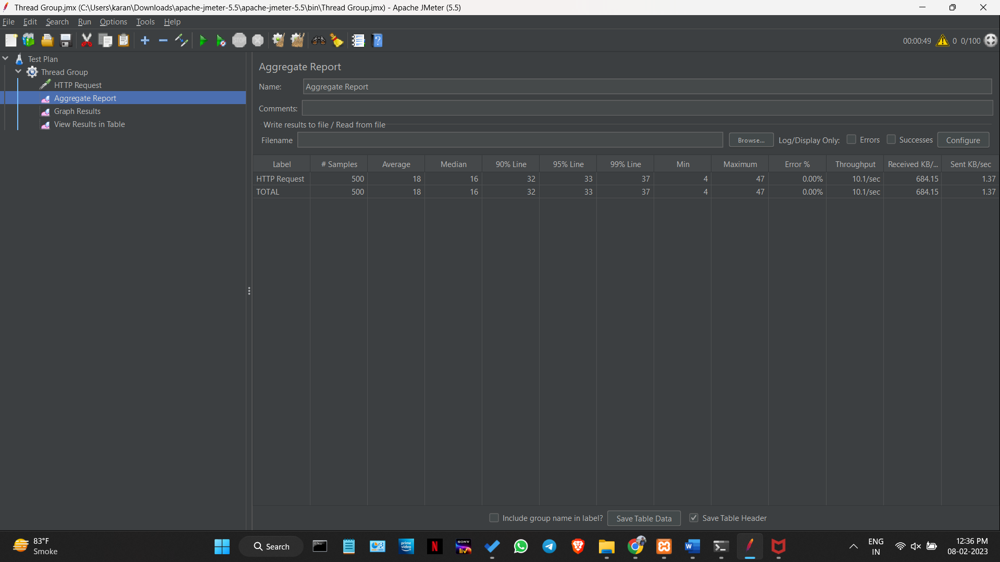 Thread Group.jmx (C:\Users\karan\Downloads\apache-jmeter-5.5\apache-jmeter-5.5\bin\Thread Group.jmx) - Apache JMeter (5.5)
File Edit Search Run Options Tools Help
STOP
00:00:49 0 0/100
Test Plan
Thread Group
HTTP Request
Aggregate Report
Graph Results
View Results in Table
Aggregate Report
Name: Aggregate Report
Comments:
Write results to file / Read from file
Filename Browse... Log/Display Only: Errors Successes Configure
Label # Samples Average Median 90% Line 95% Line 99% Line Min Maximum Error % Throughput Received KB/... Sent KB/sec
HTTP Request 500 18 16 32 33 37 4 47 0.00% 10.1/sec 684.15 1.37
TOTAL 500 18 16 32 33 37 4 47 0.00% 10.1/sec 684.15 1.37
Include group name in label? Save Table Data Save Table Header
83°F
Smoke
Search
prime video
N
SONY liv
W
ENG
IN
12:36 PM
08-02-2023